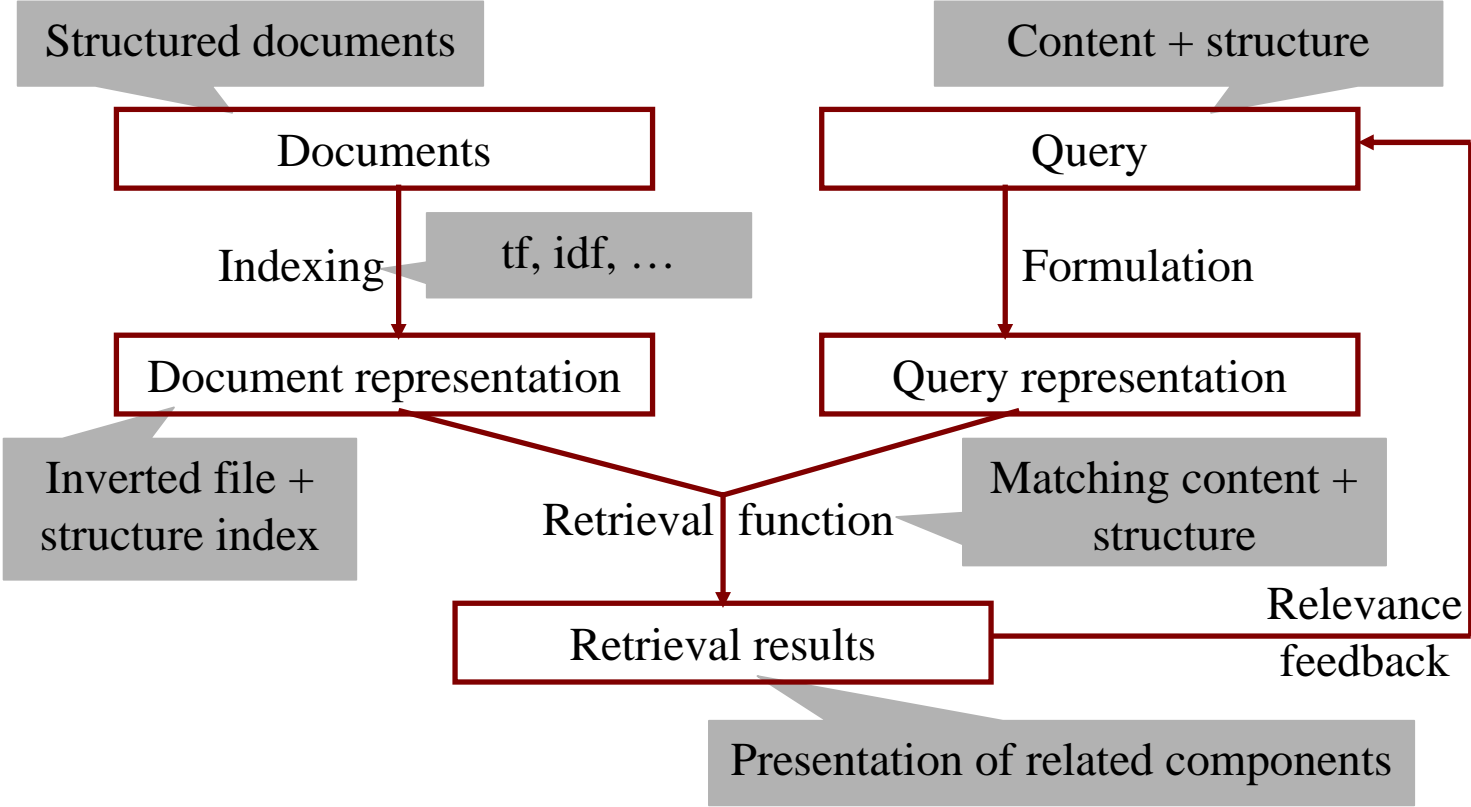 Structured documents
Content + structure
Documents
Query
Indexing
tf, idf, …
Formulation
Document representation
Query representation
Inverted file +
structure index
Retrieval function
Matching content +
structure
Relevance
feedback
Retrieval results
Presentation of related components